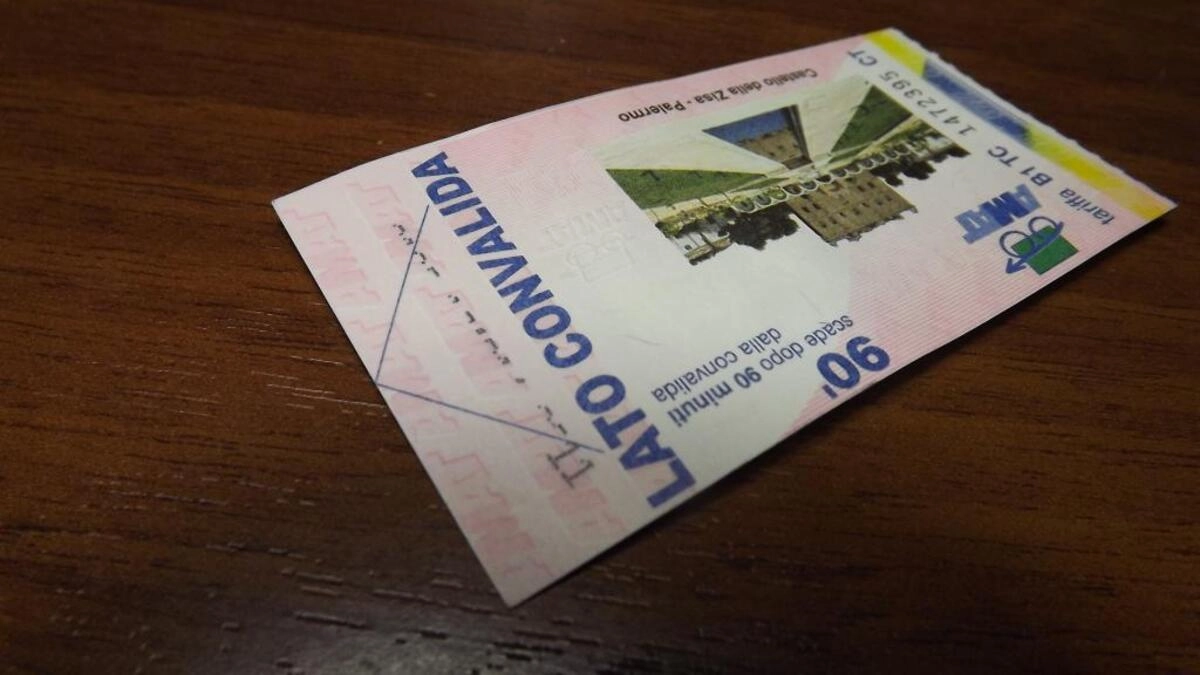 tariffa B1 TC 1472395 CT
AMAT
Castello della Zisa - Palermo
90'
scade dopo 90 minuti
dalla convalida
LATO CONVALIDA